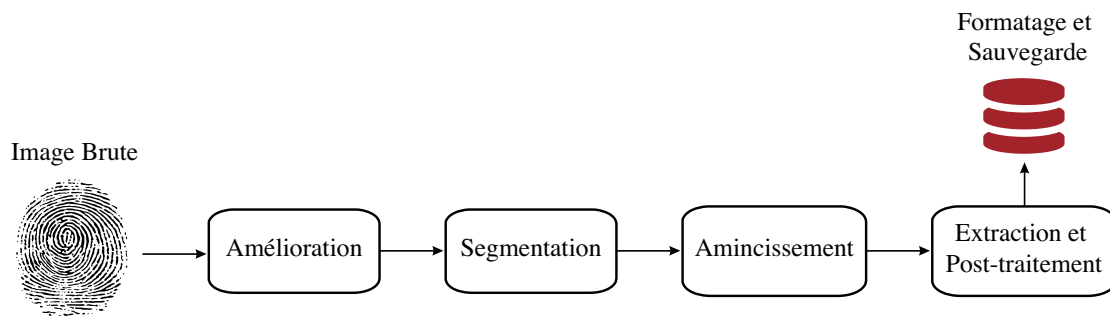 Image Brute
Amélioration
Segmentation
Amincissement
Extraction et
Post-traitement
Formatage et
Sauvegarde